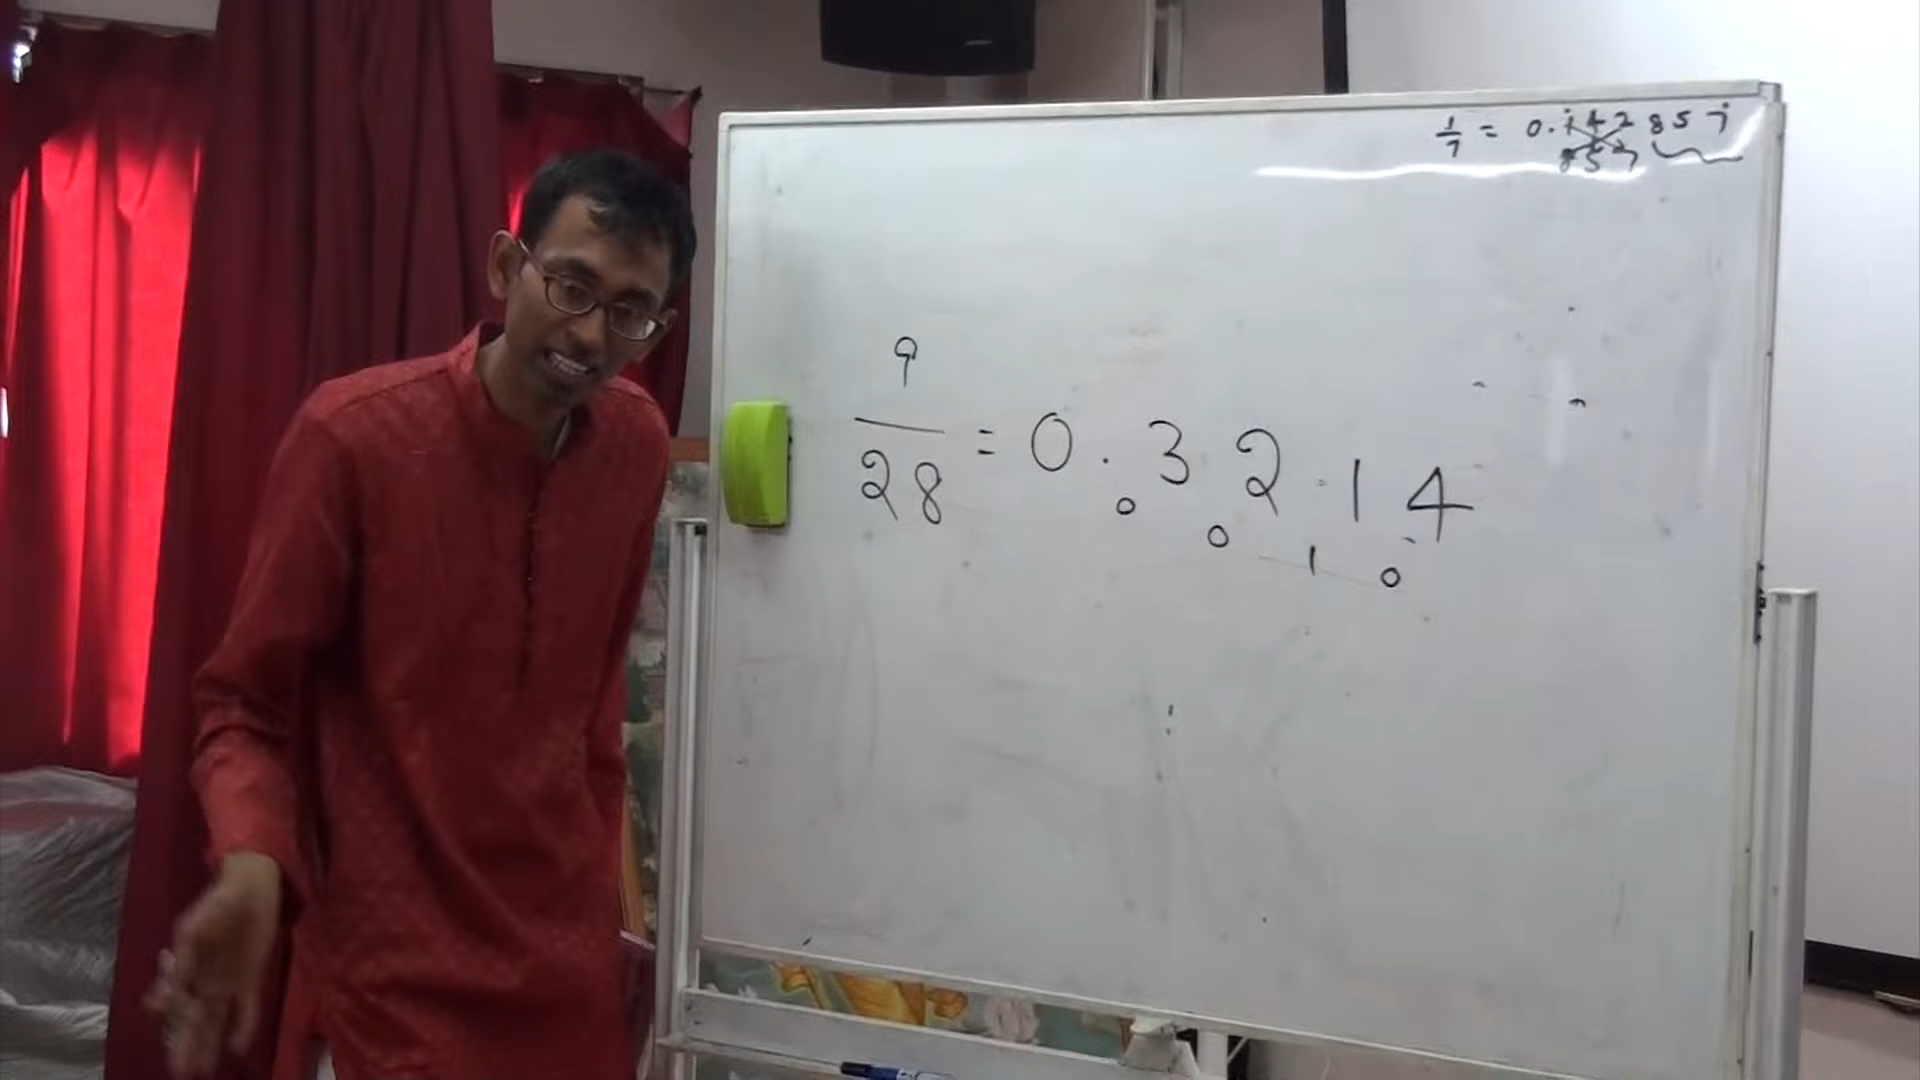 1/7 = 0.142857
857
9/28 = 0.3214
0 0 1 0